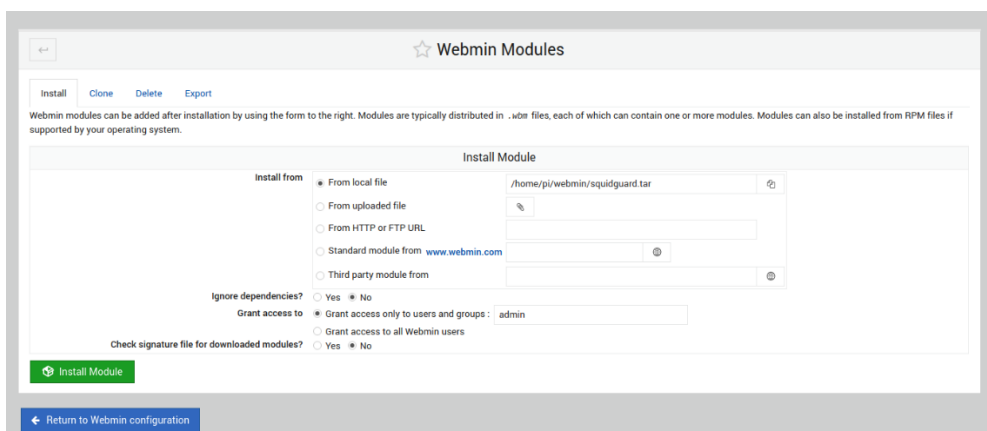 Webmin Modules
Install Clone Delete Export
Webmin modules can be added after installation by using the form to the right. Modules are typically distributed in .wbm files, each of which can contain one or more modules. Modules can also be installed from RPM files if
supported by your operating system.
Install Module
Install from From local file /home/pi/webmin/squidguard.tar
From uploaded file
From HTTP or FTP URL
Standard module from www.webmin.com
Third party module from
Ignore dependencies? Yes No
Grant access to Grant access only to users and groups : admin
Grant access to all Webmin users
Check signature file for downloaded modules? Yes No
Install Module
Return to Webmin configuration